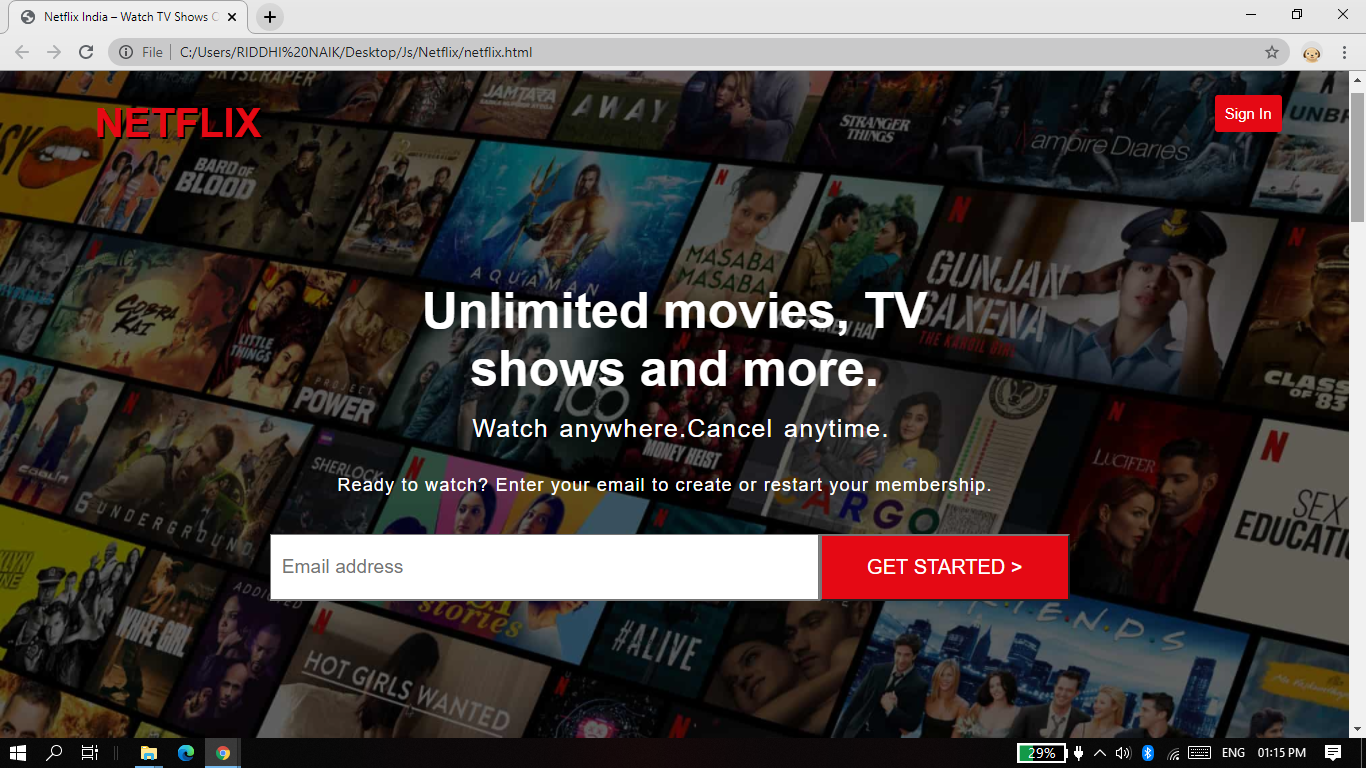 Netflix India – Watch TV Shows
File
C:/Users/RIDDHI%20NAIK/Desktop/Js/Netflix/netflix.html
NETFLIX
Sign In
SKYSCRAPER
JAMTARA
AWAY
STRANGER
THINGS
Vampire Diaries
BARD OF
BLOOD
AQUAMAN
MASABA
MASABA
GUNJAN
SAXENA
THE KARGIL GIRL
COBRA
KAI
LITTLE
THINGS
PROJECT
POWER
Unlimited movies, TV
shows and more.
THE
100
CLASS
OF '83
Watch anywhere.Cancel anytime.
MONEY HEIST
SHERLOCK
LUCIFER
Ready to watch? Enter your email to create or restart your membership.
6 UNDERGROUND
CARGO
SEX
EDUCATION
Email address
GET STARTED >
WHITE GIRL
ADDICTED
stories
#ALIVE
FRIENDS
HOT GIRLS WANTED
29%
ENG
01:15 PM